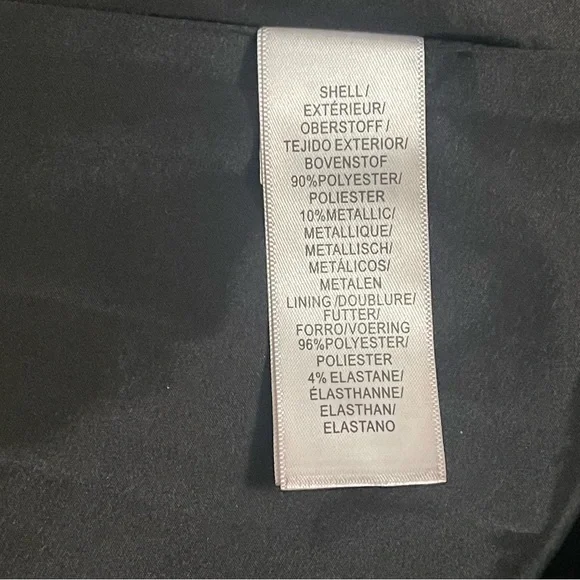 SHELL /
EXTÉRIEUR/
OBERSTOFF /
TEJIDO EXTERIOR/
BOVENSTOF
90%POLYESTER/
POLIESTER
10%METALLIC/
METALLIQUE/
METALLISCH/
METÁLICOS/
METALEN
LINING /DOUBLURE/
FUTTER/
FORRO/VOERING
96%POLYESTER/
POLIESTER
4% ELASTANE/
ÉLASTHANNE/
ELASTHAN/
ELASTANO